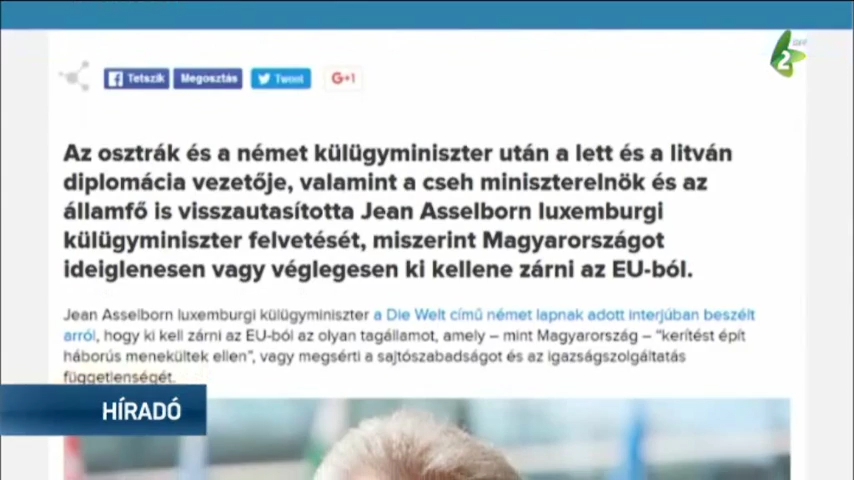 2
Tetszik Megosztás Tweet G+1
Az osztrák és a német külügyminiszter után a lett és a litván
diplomácia vezetője, valamint a cseh miniszterelnök és az
államfő is visszautasította Jean Asselborn luxemburgi
külügyminiszter felvetését, miszerint Magyarországot
ideiglenesen vagy véglegesen ki kellene zárni az EU-ból.
Jean Asselborn luxemburgi külügyminiszter a Die Welt című német lapnak adott interjúban beszélt
arról, hogy ki kell zárni az EU-ból az olyan tagállamot, amely – mint Magyarország – "kerítést épít
háborús menekültek ellen", vagy megsérti a sajtószabadságot és az igazságszolgáltatás
függetlenségét.
HÍRADÓ